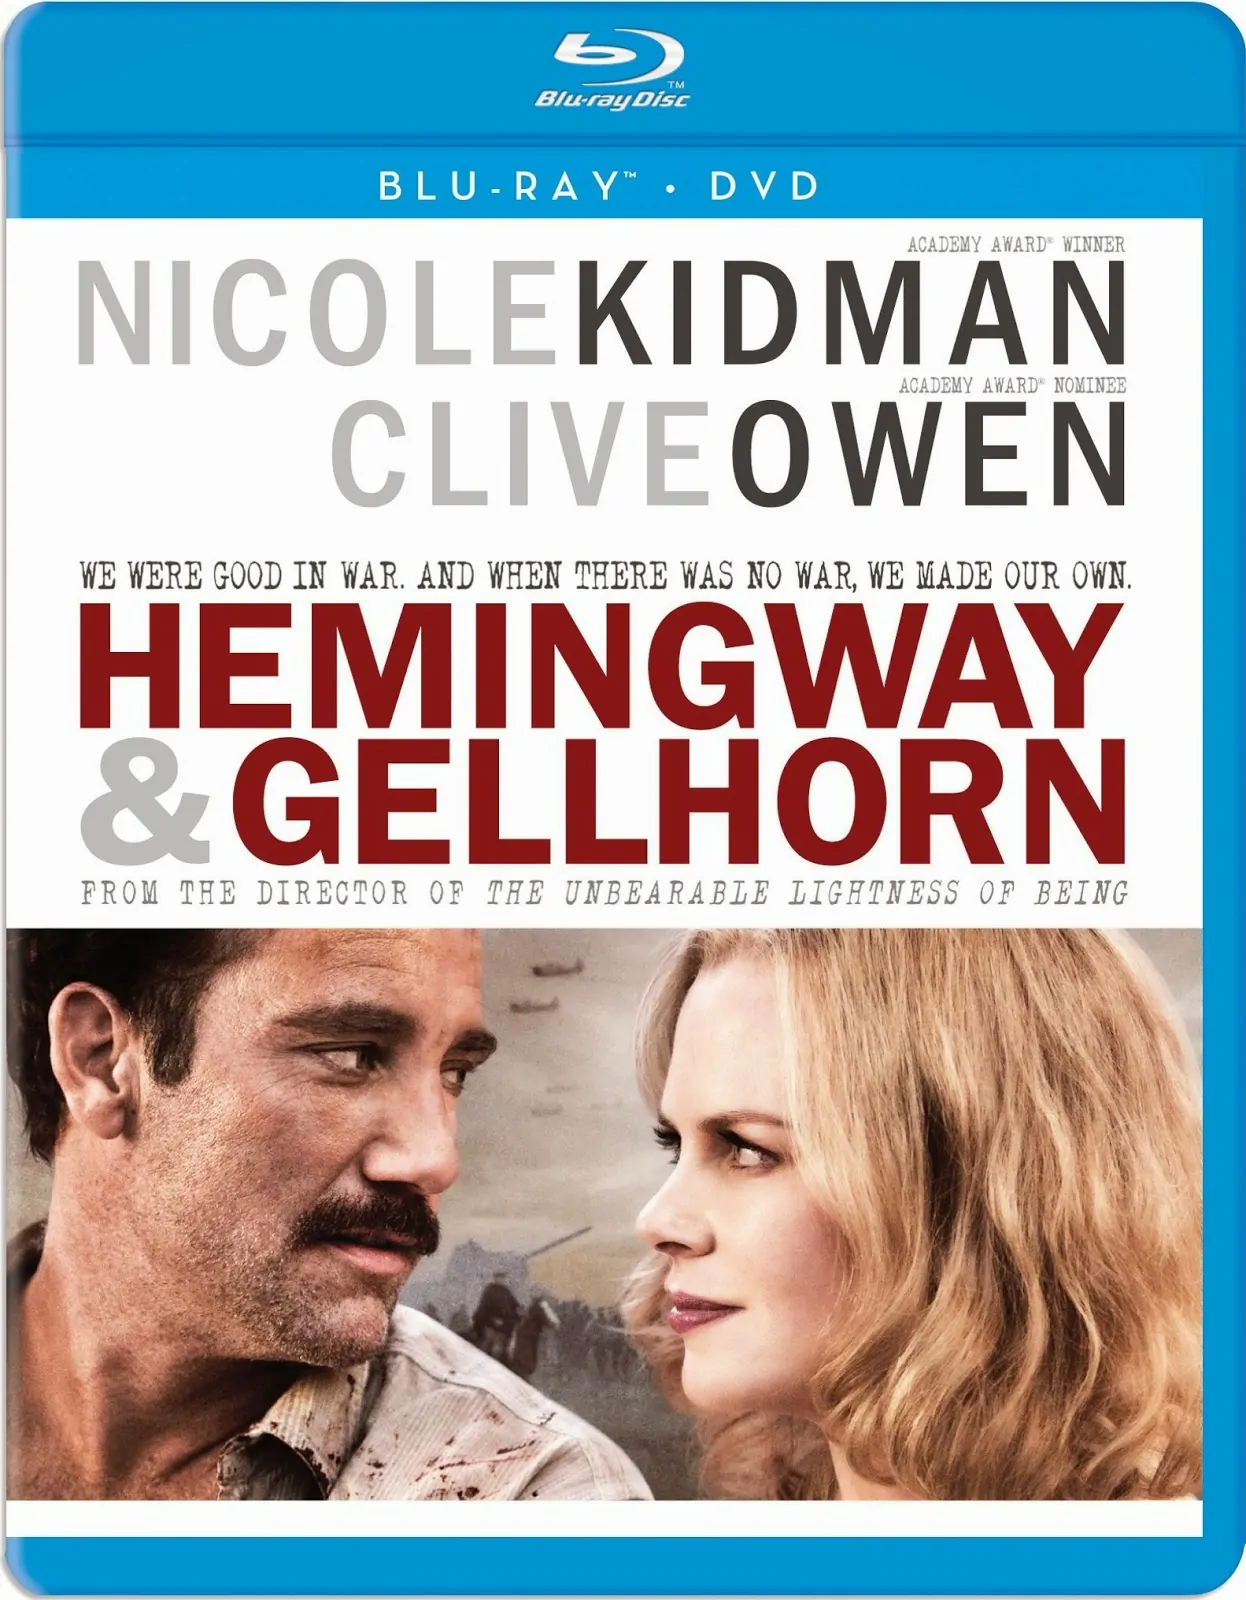 Blu-ray Disc™
BLU-RAY™ • DVD
ACADEMY AWARD® WINNER
NICOLE KIDMAN
ACADEMY AWARD® NOMINEE
CLIVE OWEN
WE WERE GOOD IN WAR. AND WHEN THERE WAS NO WAR, WE MADE OUR OWN.
HEMINGWAY
& GELLHORN
FROM THE DIRECTOR OF THE UNBEARABLE LIGHTNESS OF BEING